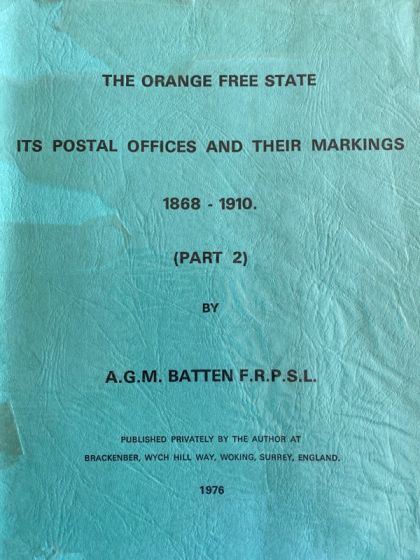 THE ORANGE FREE STATE
ITS POSTAL OFFICES AND THEIR MARKINGS
1868 - 1910.
(PART 2)
BY
A.G.M. BATTEN F.R.P.S.L.
PUBLISHED PRIVATELY BY THE AUTHOR AT
BRACKENBER, WYCH HILL WAY, WOKING, SURREY, ENGLAND.
1976